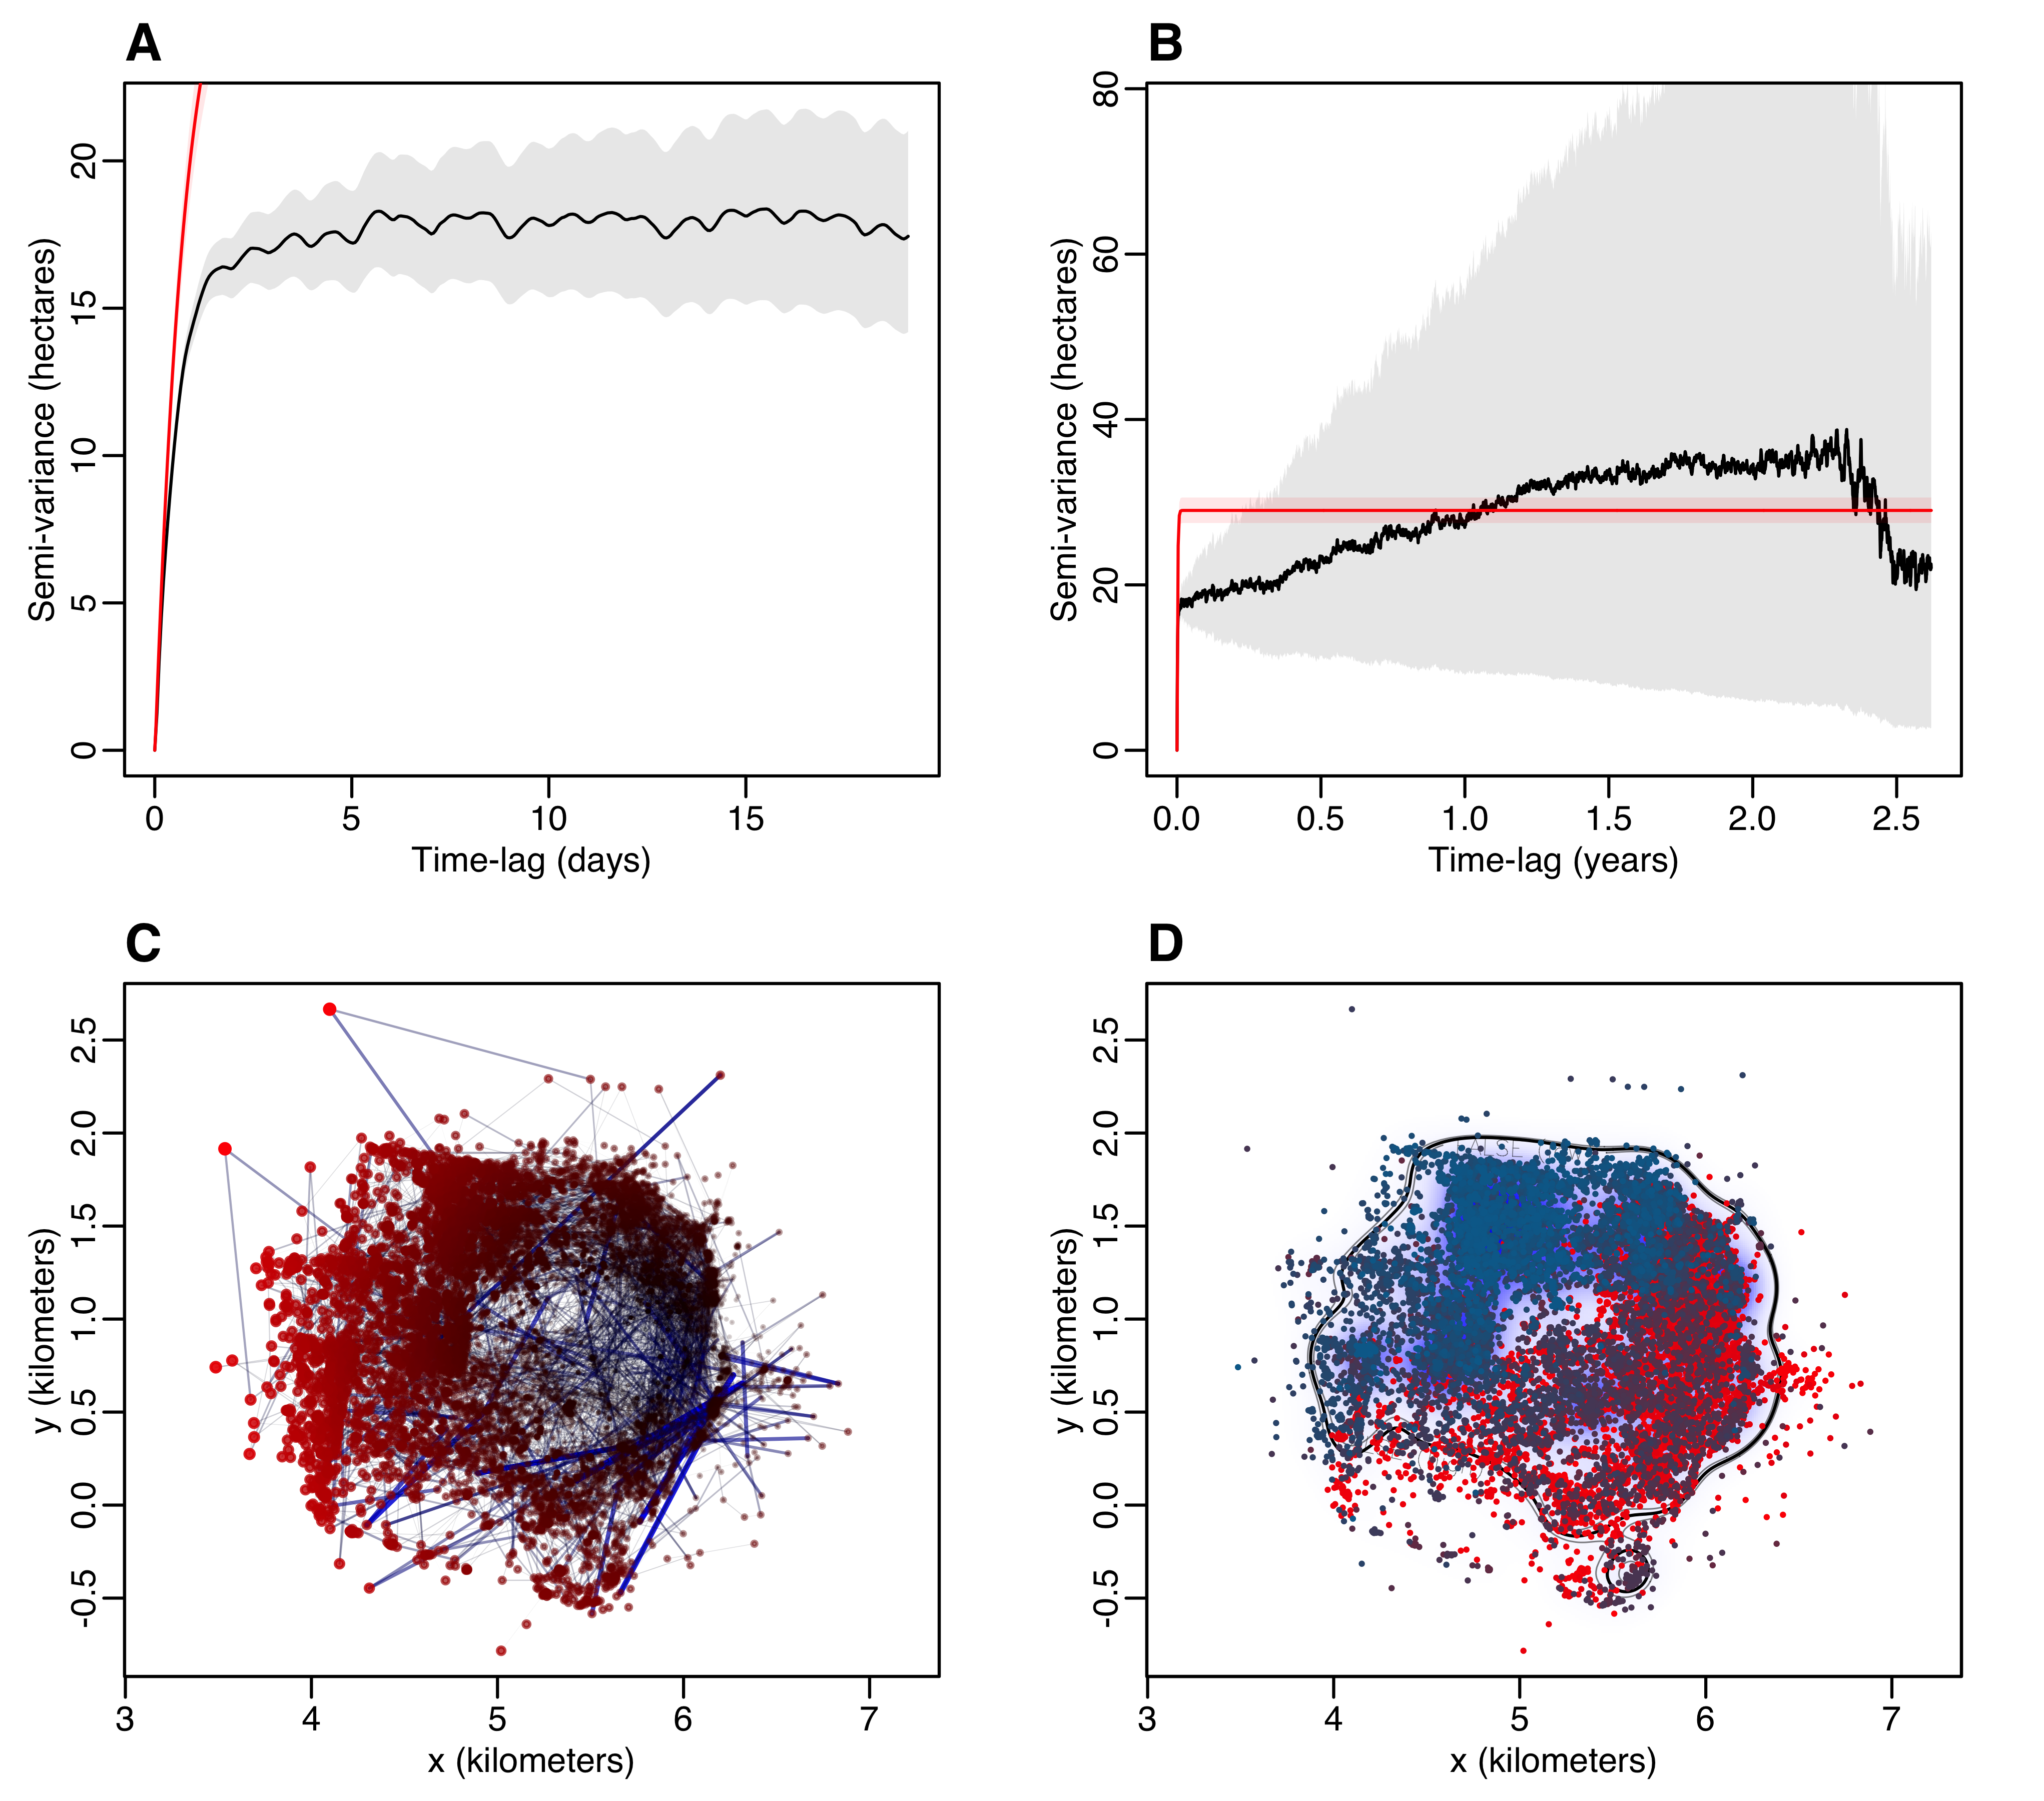 A
Semi-variance (hectares)
20
15
10
5
0
0 5 10 15
Time-lag (days)
B
Semi-variance (hectares)
80
60
40
20
0
0.0 0.5 1.0 1.5 2.0 2.5
Time-lag (years)
C
y (kilometers)
2.5
2.0
1.5
1.0
0.5
0.0
-0.5
3 4 5 6 7
x (kilometers)
D
y (kilometers)
2.5
2.0
1.5
1.0
0.5
0.0
-0.5
3 4 5 6 7
x (kilometers)